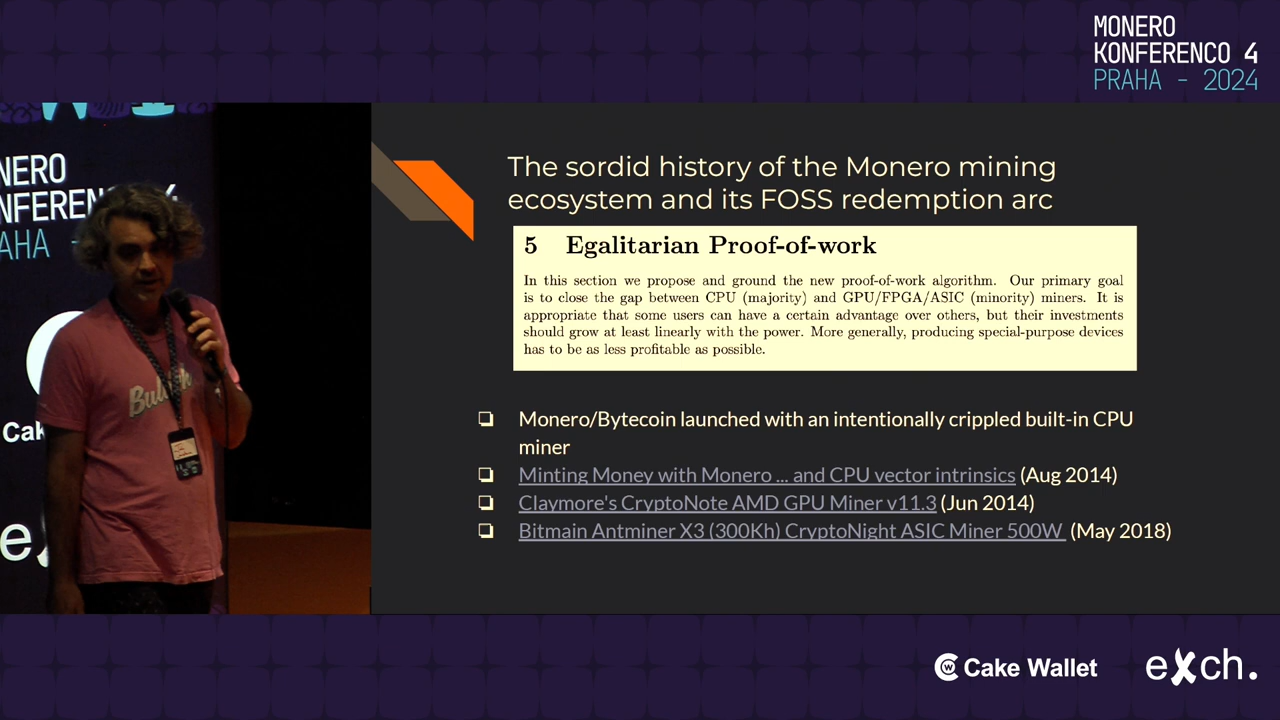 MONERO
KONFERENCO 4
PRAHA - 2024
NERO
NFEREN 4
AHA -
Cak
e
The sordid history of the Monero mining
ecosystem and its FOSS redemption arc
5 Egalitarian Proof-of-work
In this section we propose and ground the new proof-of-work algorithm. Our primary goal
is to close the gap between CPU (majority) and GPU/FPGA/ASIC (minority) miners. It is
appropriate that some users can have a certain advantage over others, but their investments
should grow at least linearly with the power. More generally, producing special-purpose devices
has to be as less profitable as possible.
❏ Monero/Bytecoin launched with an intentionally crippled built-in CPU
miner
❏ Minting Money with Monero ... and CPU vector intrinsics (Aug 2014)
❏ Claymore's CryptoNote AMD GPU Miner v11.3 (Jun 2014)
❏ Bitmain Antminer X3 (300Kh) CryptoNight ASIC Miner 500W (May 2018)
Cake Wallet
eXch.